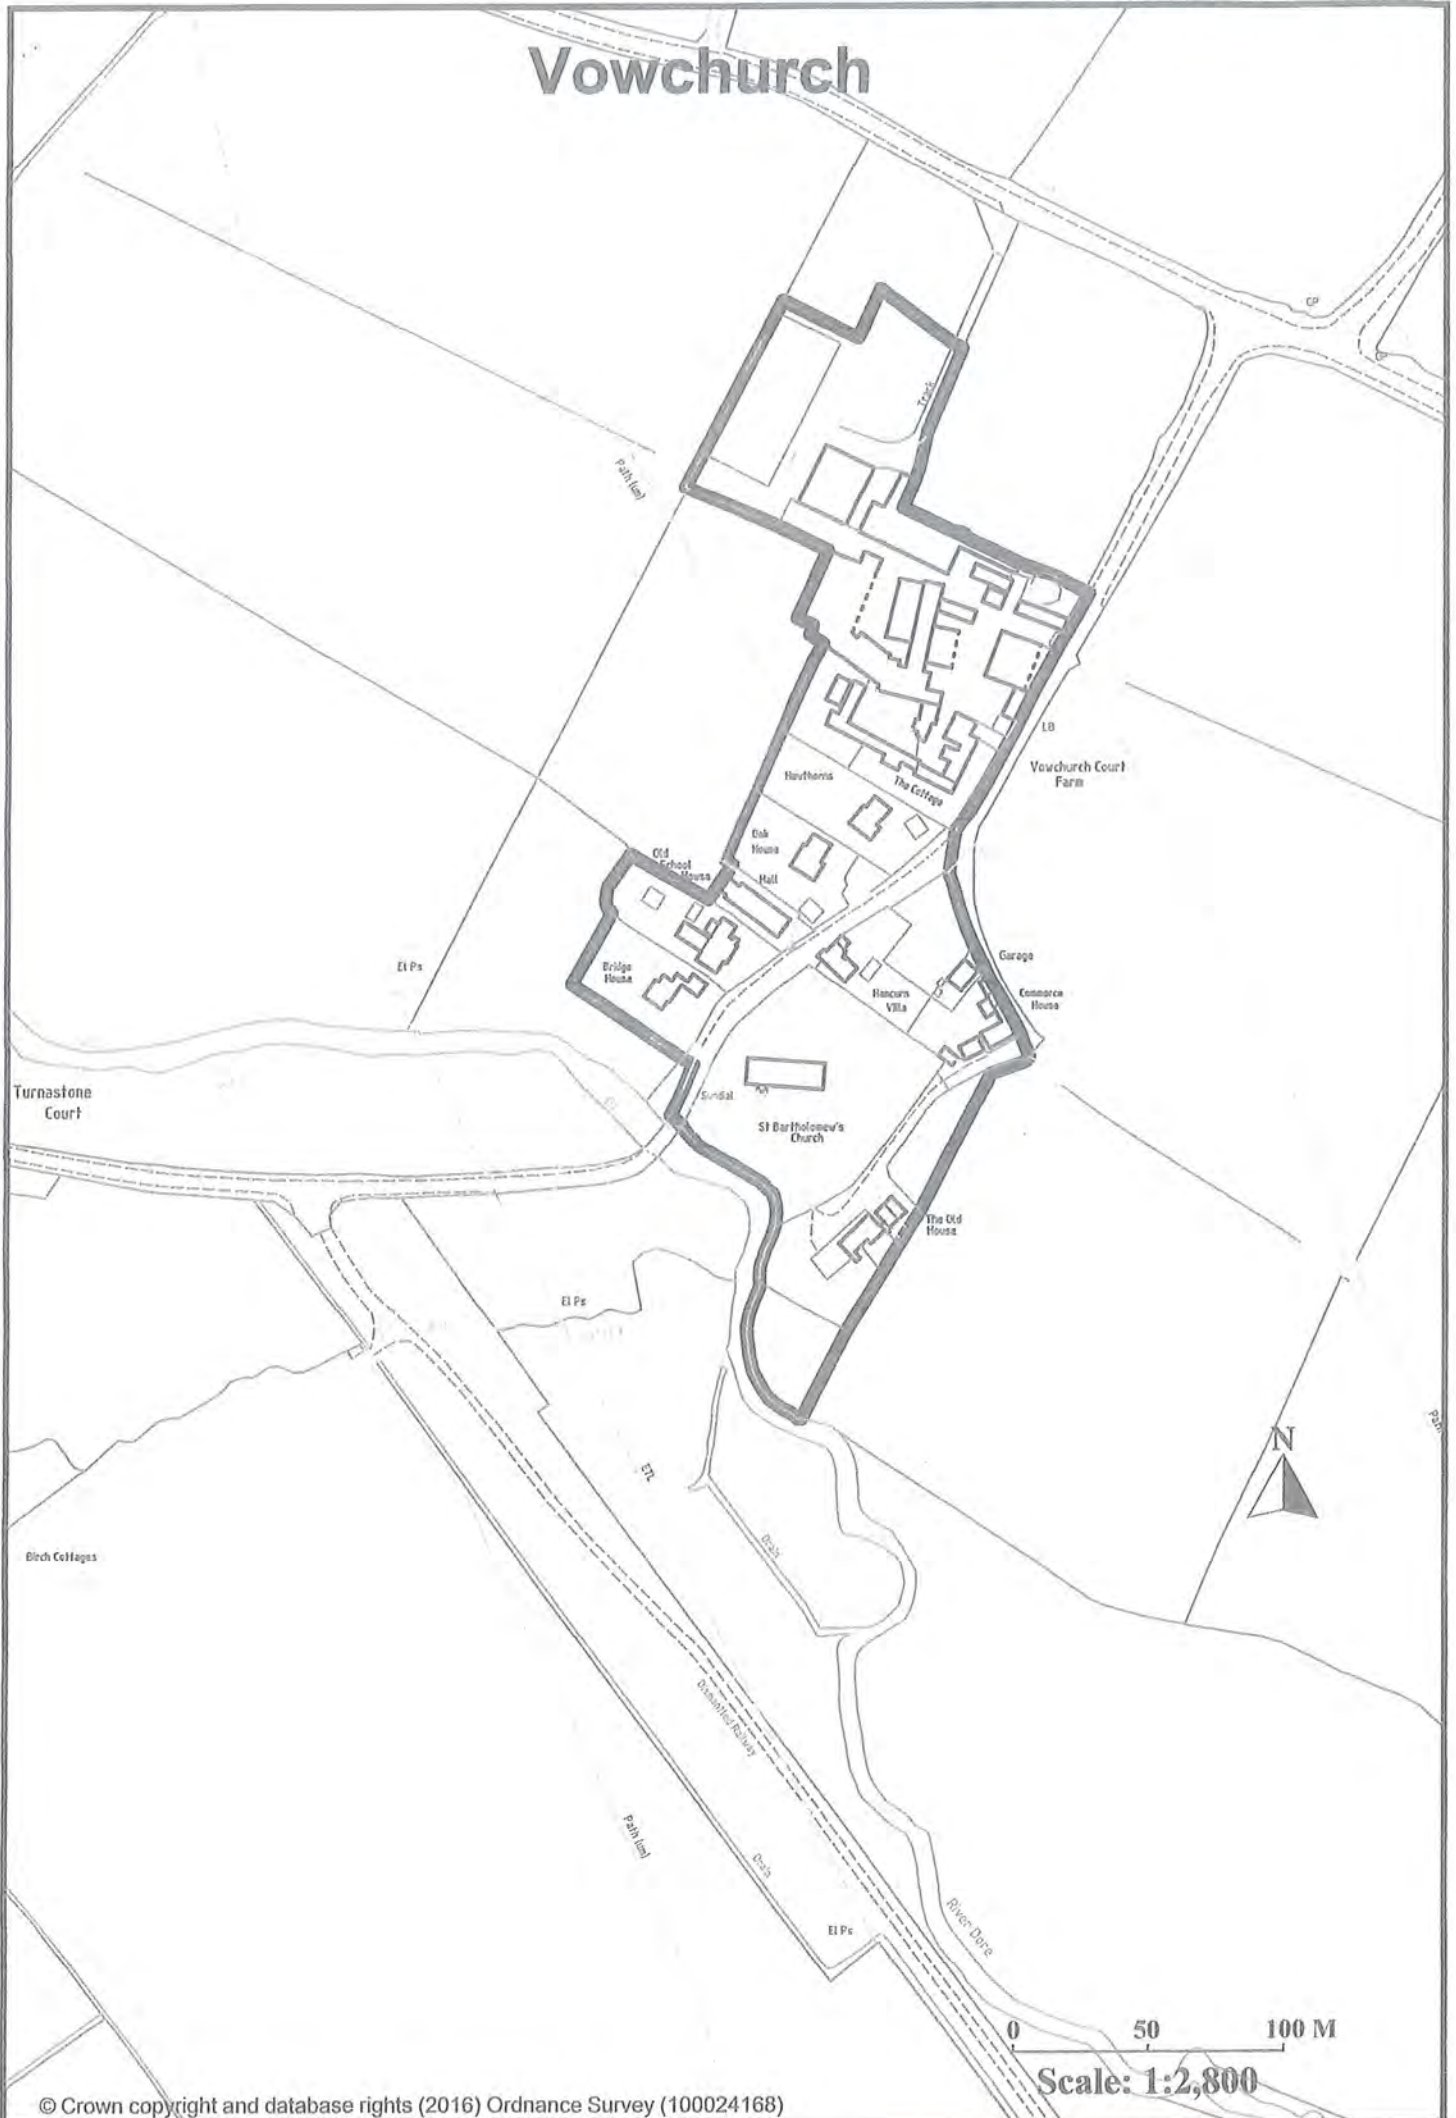 Vowchurch
GP
Track
Path (um)
LB
Vowchurch Court
Farm
Hawthorns
The Cottage
Oak
House
Old
School
House
Hall
Garage
Bridge
House
El Ps
Hancurn
Villa
Commerce
House
Turnastone
Court
Sundial
St Bartholomew's
Church
The Old
House
El Ps
Path
N
ETL
Drain
Birch Cottages
Dismantled Railway
Path (um)
Drain
El Ps
River Dore
0 50 100 M
Scale: 1:2,800
© Crown copyright and database rights (2016) Ordnance Survey (100024168)